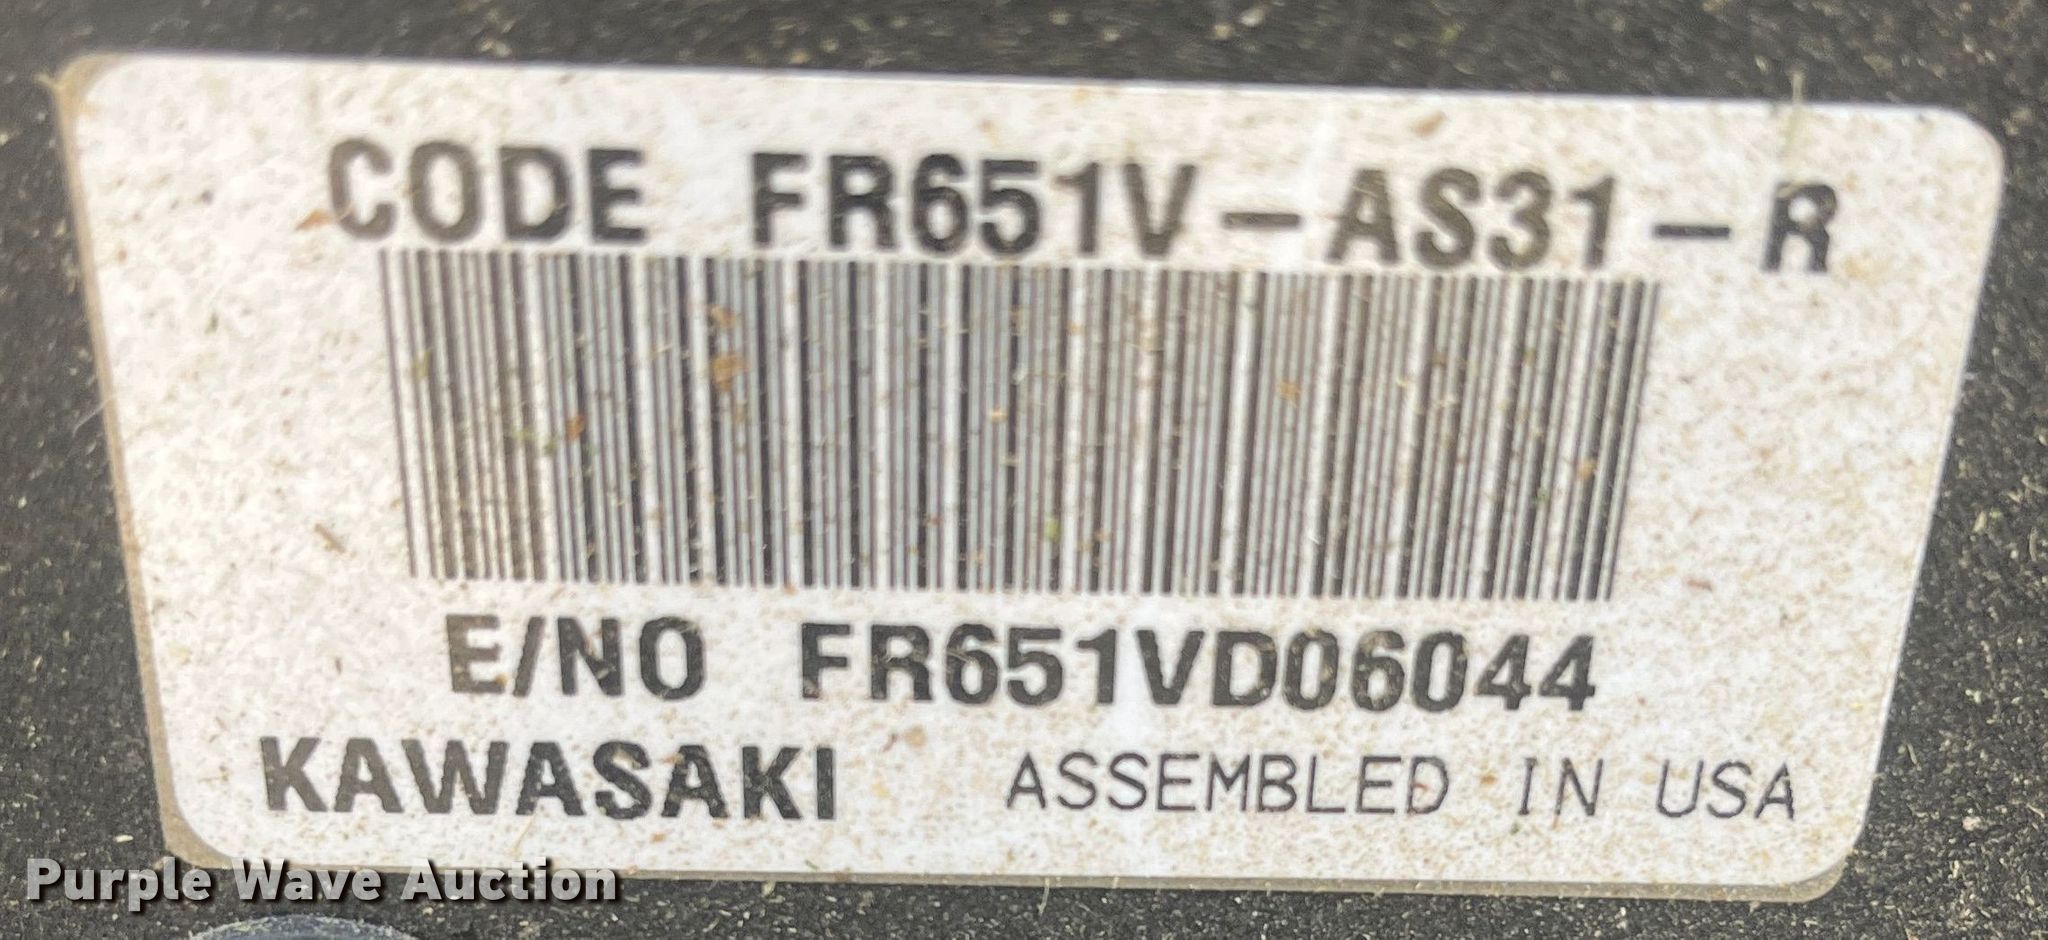 CODE FR651V-AS31-R
E/NO FR651VD06044
KAWASAKI ASSEMBLED IN USA
Purple Wave Auction